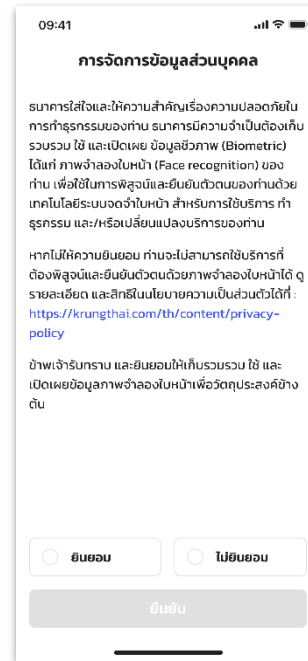 09:41
การจัดการข้อมูลส่วนบุคคล
ธนาคารใส่ใจและให้ความสำคัญเรื่องความปลอดภัยใน
การทำธุรกรรมของท่าน ธนาคารมีความจำเป็นต้องเก็บ
รวบรวม ใช้ และเปิดเผย ข้อมูลชีวภาพ (Biometric)
ได้แก่ ภาพจำลองใบหน้า (Face recognition) ของ
ท่าน เพื่อใช้ในการพิสูจน์และยืนยันตัวตนของท่านด้วย
เทคโนโลยีระบบจดจำใบหน้า สำหรับการใช้บริการ ทำ
ธุรกรรม และ/หรือเปลี่ยนแปลงบริการของท่าน
หากไม่ให้ความยินยอม ท่านจะไม่สามารถใช้บริการที่
ต้องพิสูจน์และยืนยันตัวตนด้วยภาพจำลองใบหน้าได้ ดู
รายละเอียด และสิทธิในนโยบายความเป็นส่วนตัวได้ที่ :
https://krungthai.com/th/content/privacy-
policy
ข้าพเจ้ารับทราบ และยินยอมให้เก็บรวบรวม ใช้ และ
เปิดเผยข้อมูลภาพจำลองใบหน้าเพื่อวัตถุประสงค์ข้าง
ต้น
ยินยอม ไม่ยินยอม
ยืนยัน